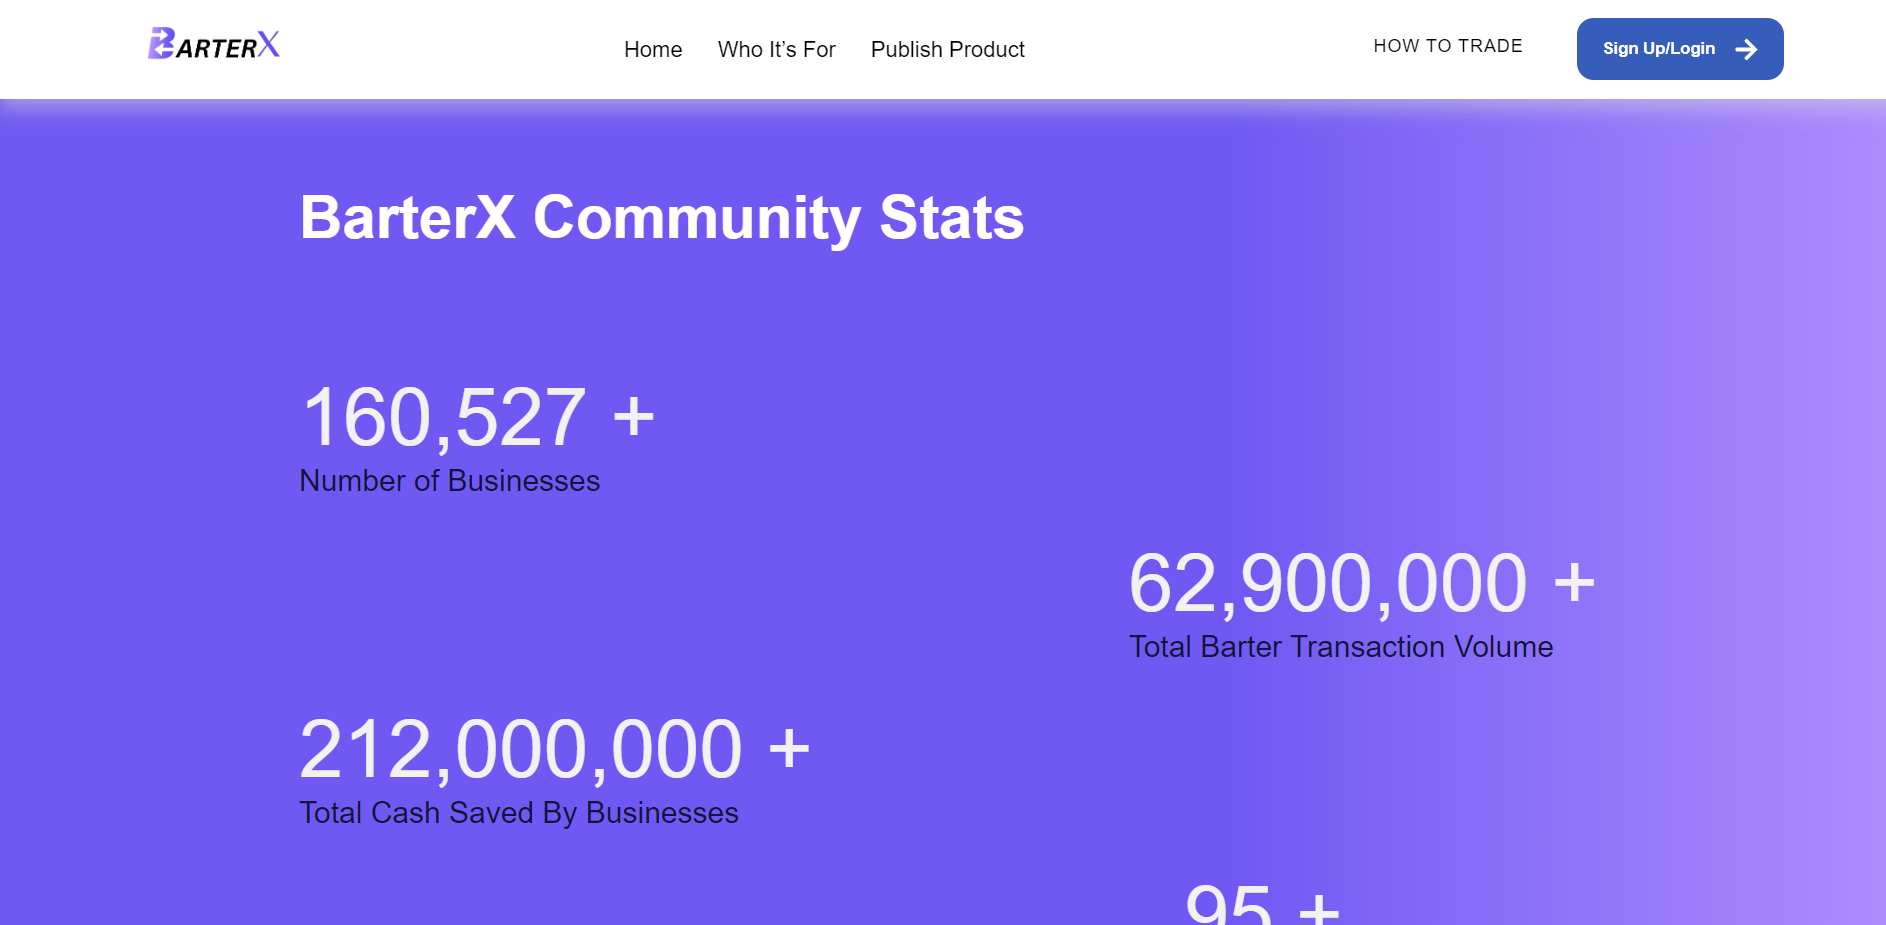 BARTERX
Home Who It’s For Publish Product
HOW TO TRADE
Sign Up/Login
BarterX Community Stats
160,527 +
Number of Businesses
62,900,000 +
Total Barter Transaction Volume
212,000,000 +
Total Cash Saved By Businesses
95 +